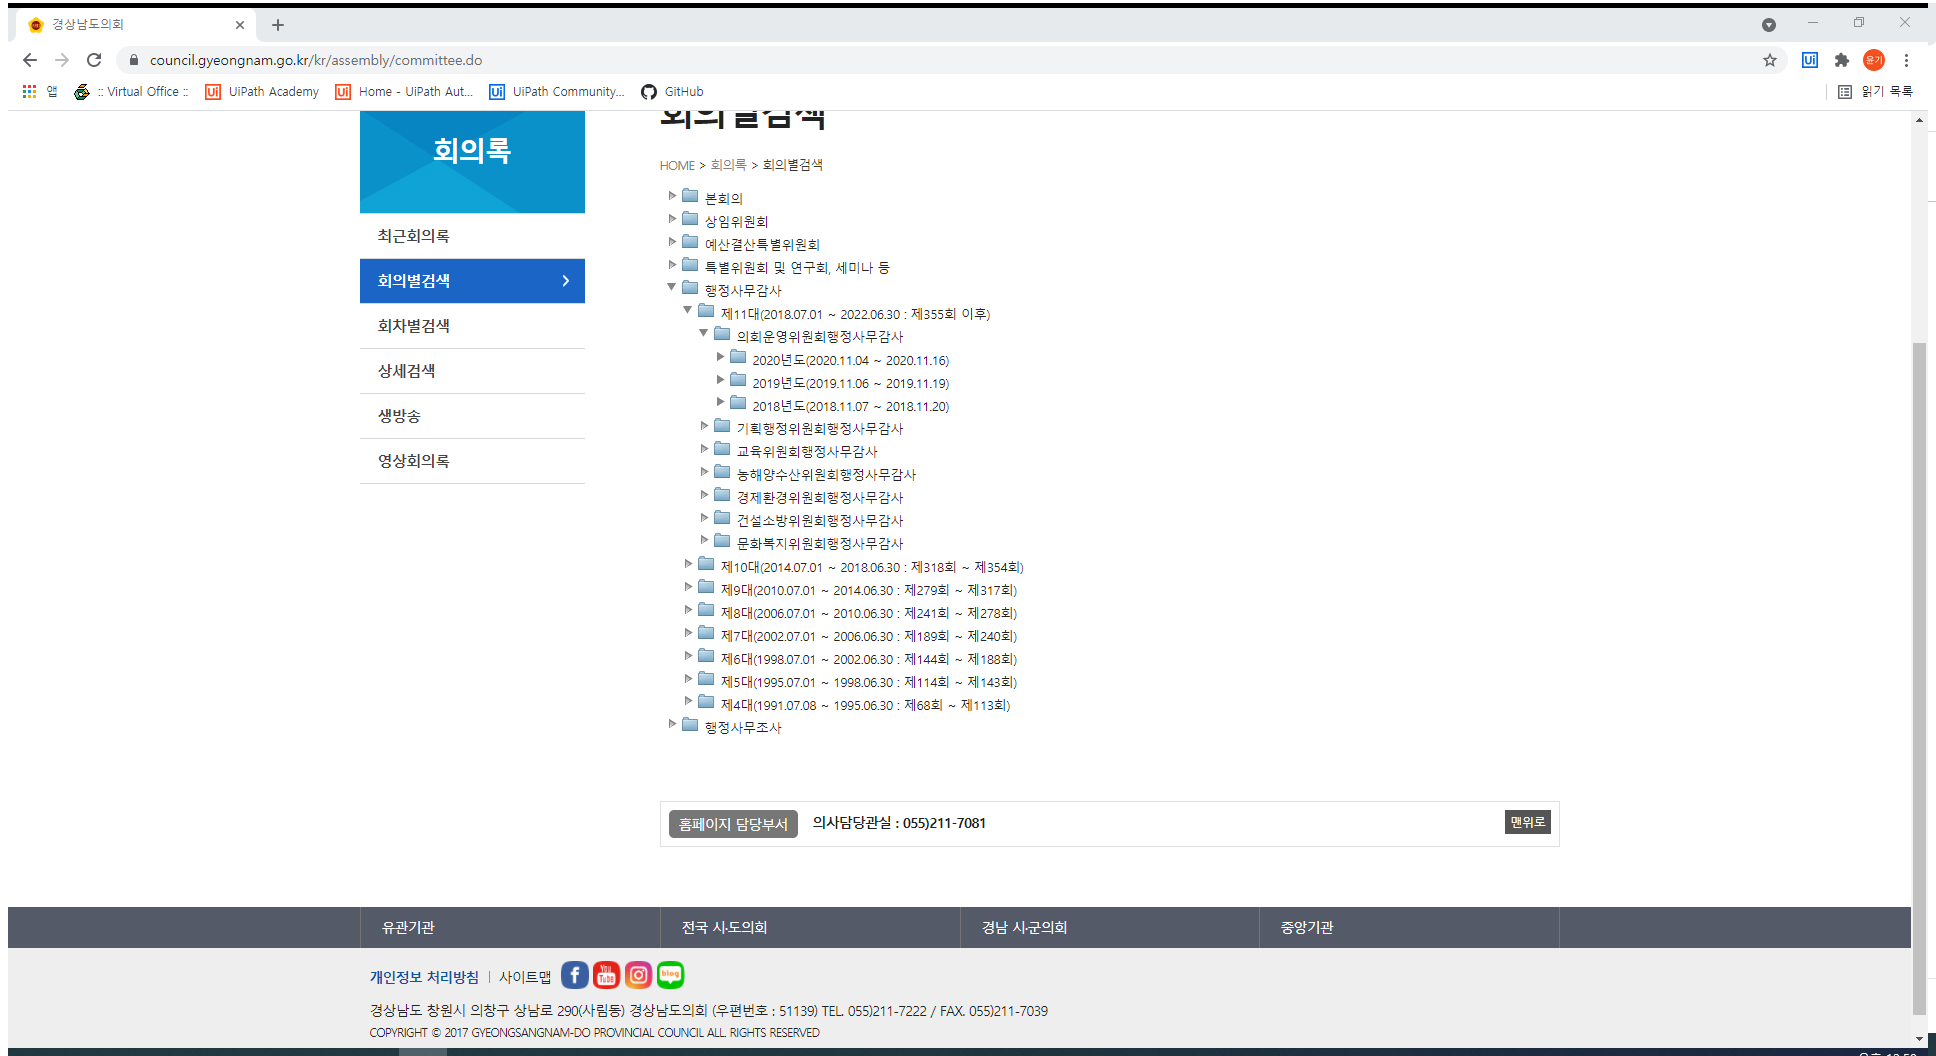 경상남도의회
council.gyeongnam.go.kr/kr/assembly/committee.do
윤기
앱
:: Virtual Office ::
UiPath Academy
Home - UiPath Aut...
UiPath Community...
GitHub
읽기 목록
회의록
최근회의록
회의별검색
회차별검색
상세검색
생방송
영상회의록
회의별검색
HOME > 회의록 > 회의별검색
본회의
상임위원회
예산결산특별위원회
특별위원회 및 연구회, 세미나 등
행정사무감사
제11대(2018.07.01 ~ 2022.06.30 : 제355회 이후)
의회운영위원회행정사무감사
2020년도(2020.11.04 ~ 2020.11.16)
2019년도(2019.11.06 ~ 2019.11.19)
2018년도(2018.11.07 ~ 2018.11.20)
기획행정위원회행정사무감사
교육위원회행정사무감사
농해양수산위원회행정사무감사
경제환경위원회행정사무감사
건설소방위원회행정사무감사
문화복지위원회행정사무감사
제10대(2014.07.01 ~ 2018.06.30 : 제318회 ~ 제354회)
제9대(2010.07.01 ~ 2014.06.30 : 제279회 ~ 제317회)
제8대(2006.07.01 ~ 2010.06.30 : 제241회 ~ 제278회)
제7대(2002.07.01 ~ 2006.06.30 : 제189회 ~ 제240회)
제6대(1998.07.01 ~ 2002.06.30 : 제144회 ~ 제188회)
제5대(1995.07.01 ~ 1998.06.30 : 제114회 ~ 제143회)
제4대(1991.07.08 ~ 1995.06.30 : 제68회 ~ 제113회)
행정사무조사
홈페이지 담당부서 의사담당관실 : 055)211-7081 맨위로
유관기관 전국 시·도의회 경남 시·군의회 중앙기관
개인정보 처리방침 | 사이트맵 f You Tube blog
경상남도 창원시 의창구 상남로 290(사림동) 경상남도의회 (우편번호 : 51139) TEL. 055)211-7222 / FAX. 055)211-7039
COPYRIGHT © 2017 GYEONGSANGNAM-DO PROVINCIAL COUNCIL ALL. RIGHTS RESERVED